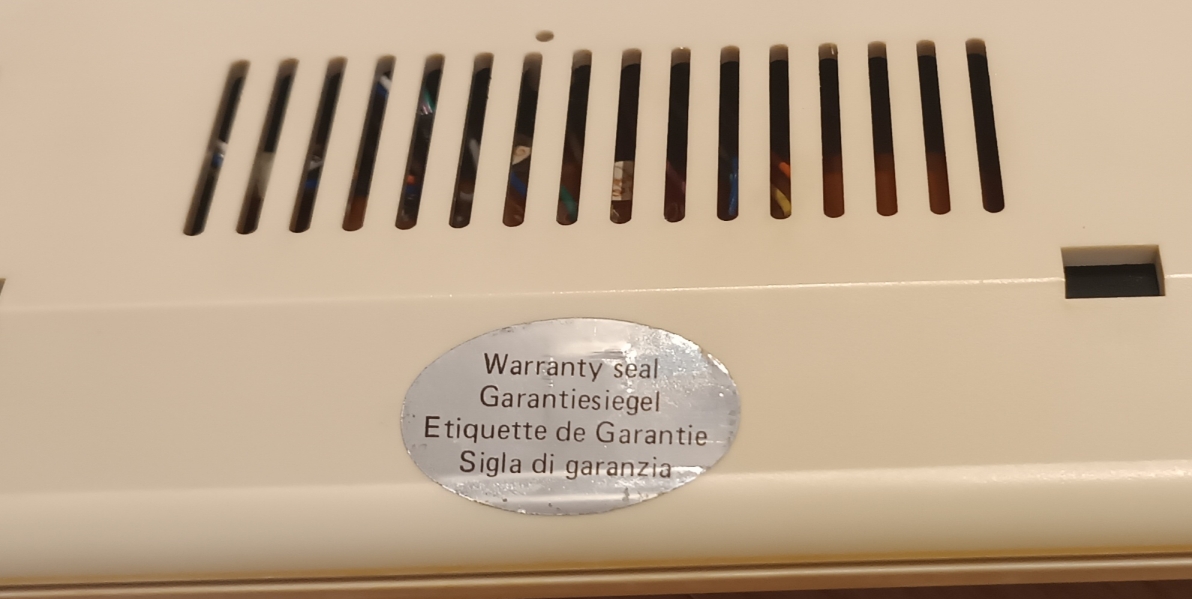 Warranty seal
Garantiesiegel
Etiquette de Garantie
Sigla di garanzia